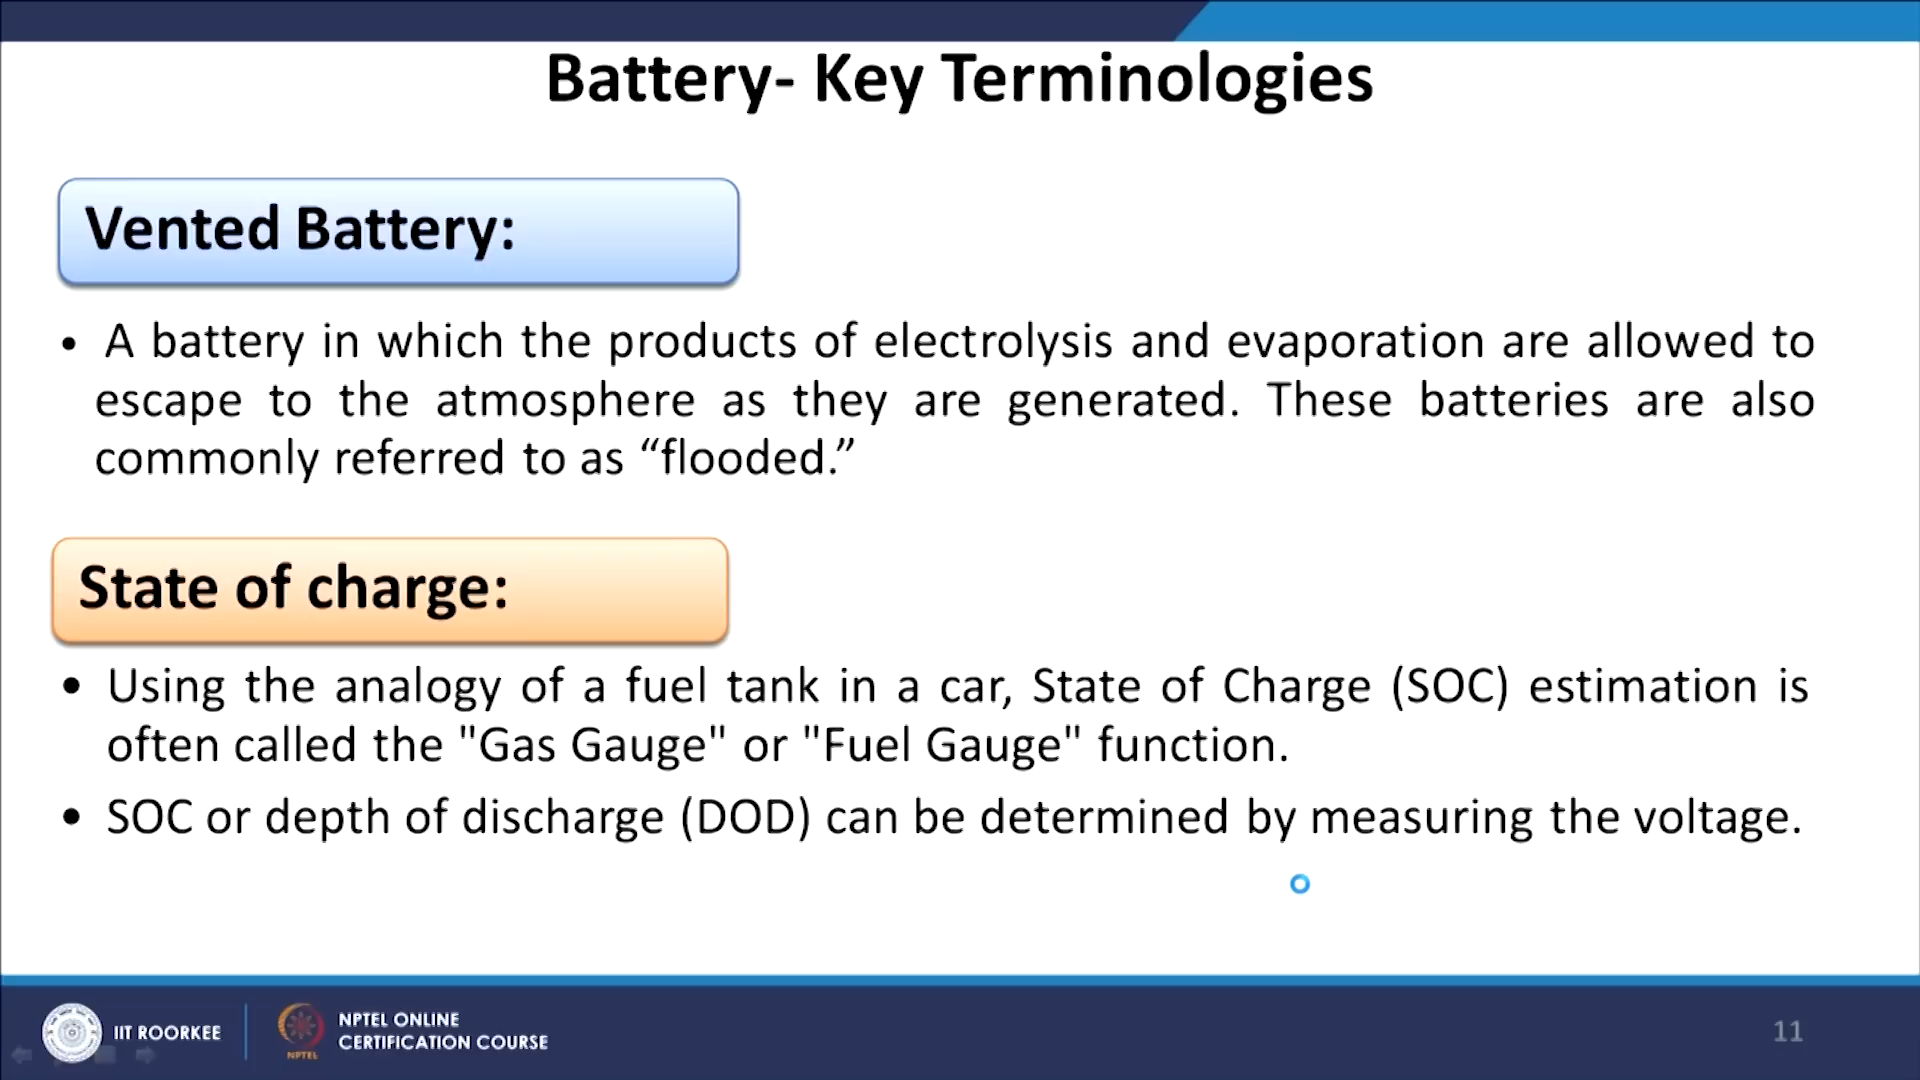 Battery- Key Terminologies
Vented Battery:
• A battery in which the products of electrolysis and evaporation are allowed to
escape to the atmosphere as they are generated. These batteries are also
commonly referred to as “flooded.”
State of charge:
• Using the analogy of a fuel tank in a car, State of Charge (SOC) estimation is
often called the "Gas Gauge" or "Fuel Gauge" function.
• SOC or depth of discharge (DOD) can be determined by measuring the voltage.
IIT ROORKEE
NPTEL
NPTEL ONLINE
CERTIFICATION COURSE
11